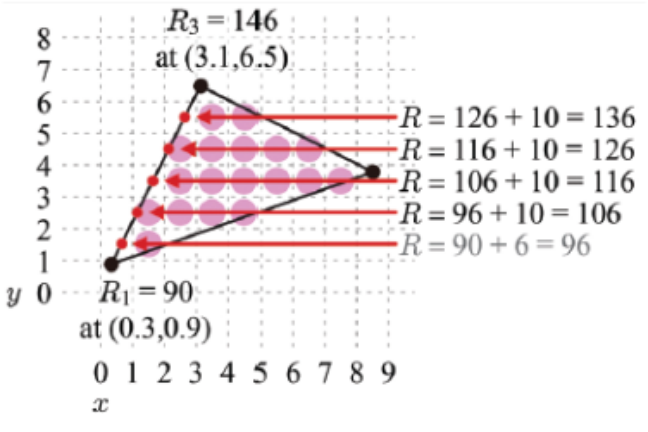 R₃ = 146
at (3.1,6.5)
8
7
6
5
4
3
2
1
y 0
R = 126 + 10 = 136
R = 116 + 10 = 126
R = 106 + 10 = 116
R = 96 + 10 = 106
R = 90 + 6 = 96
R₁ = 90
at (0.3,0.9)
0 1 2 3 4 5 6 7 8 9
x